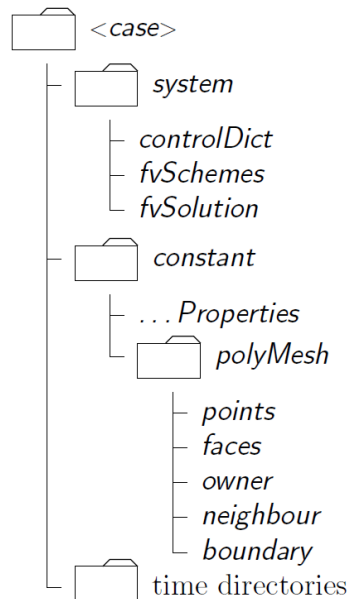 <case>
system
controlDict
fvSchemes
fvSolution
constant
...Properties
polyMesh
points
faces
owner
neighbour
boundary
time directories